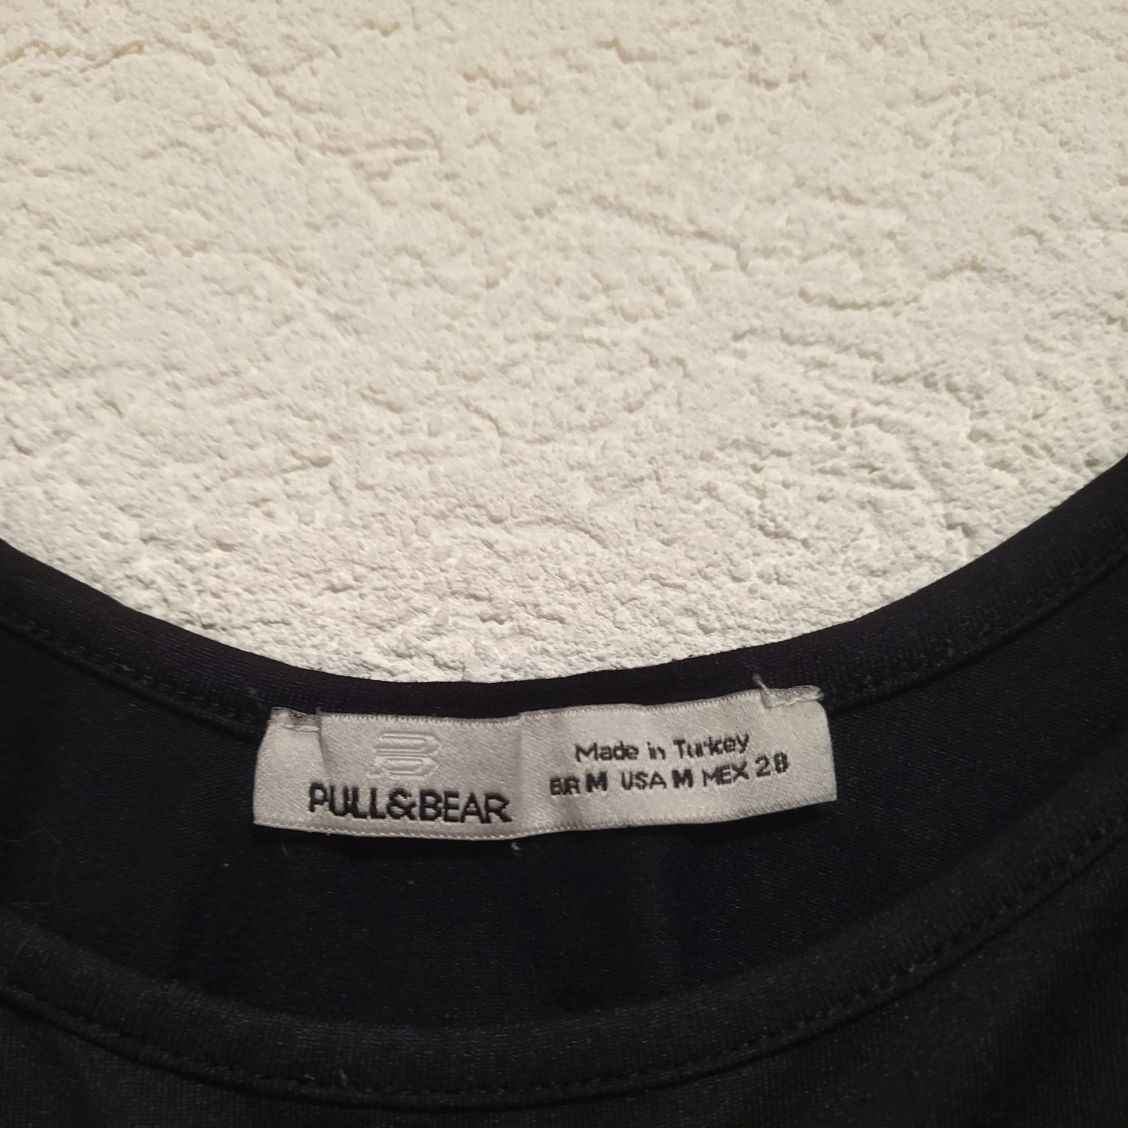 PULL&BEAR
Made in Turkey
BR M USA M MEX 28